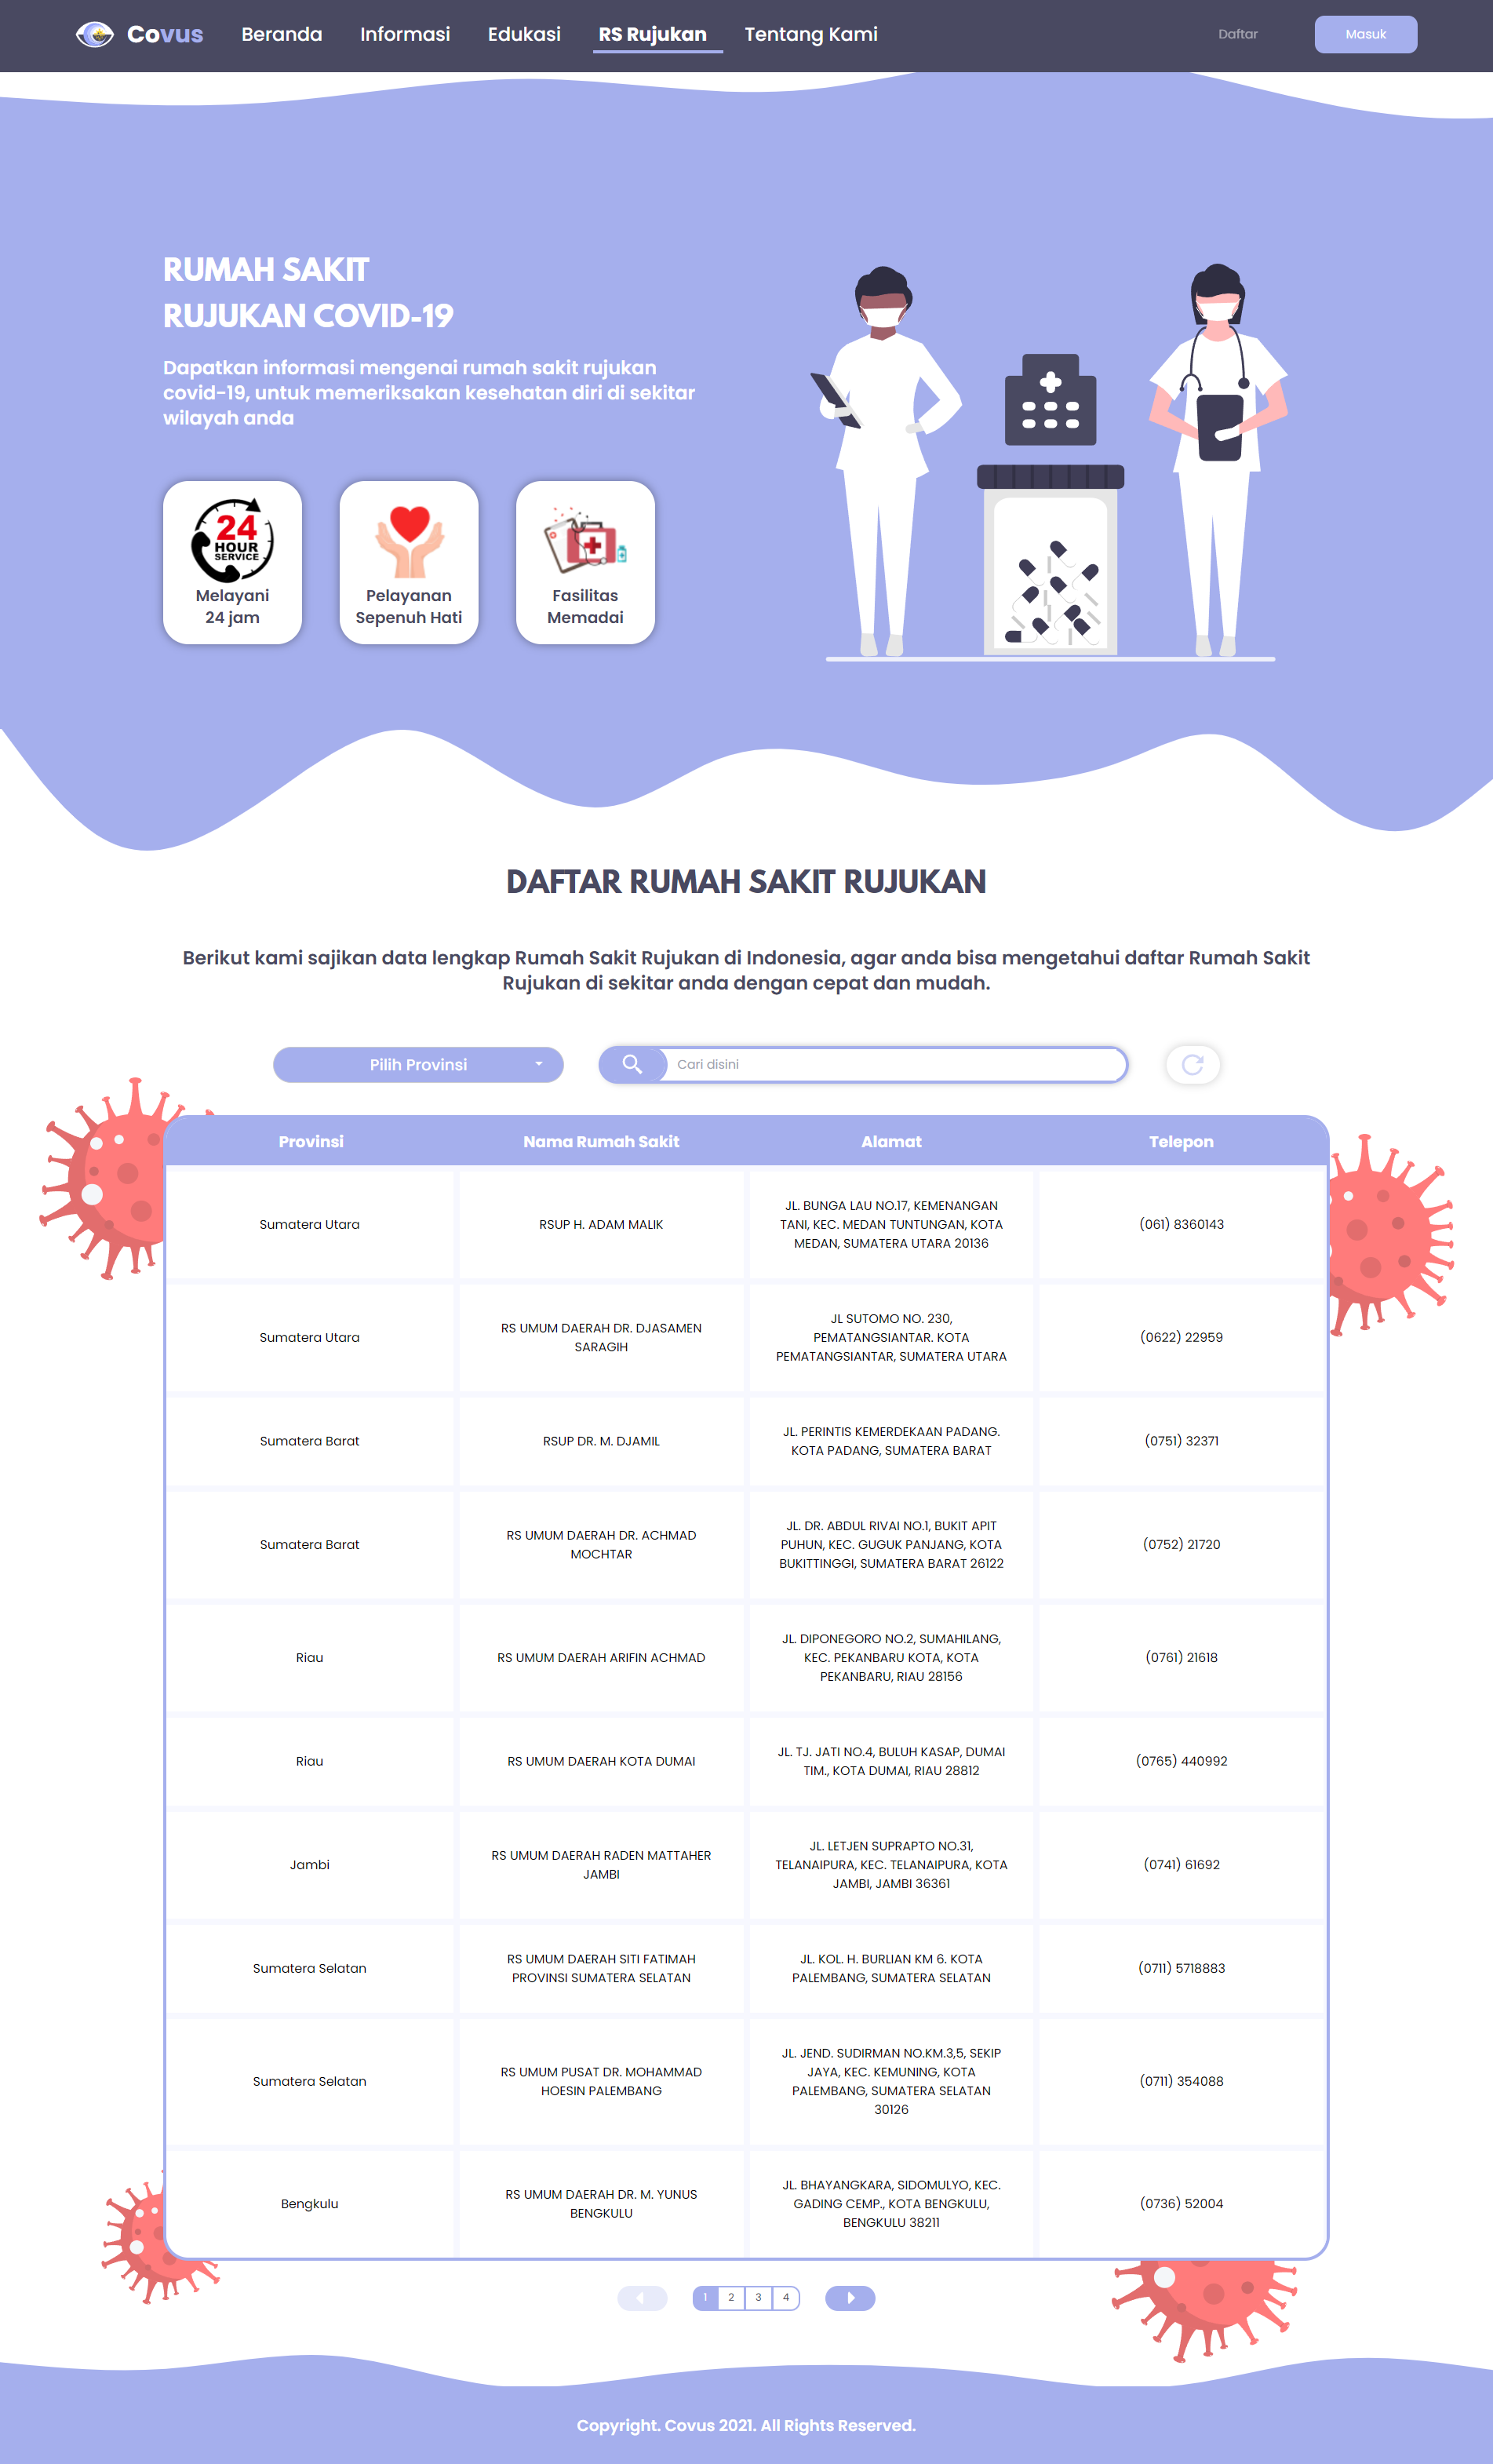 Covus Beranda Informasi Edukasi RS Rujukan Tentang Kami Daftar Masuk
RUMAH SAKIT
RUJUKAN COVID-19
Dapatkan informasi mengenai rumah sakit rujukan
covid-19, untuk memeriksakan kesehatan diri di sekitar
wilayah anda
24
HOUR
SERVICE
Melayani
24 jam
Pelayanan
Sepenuh Hati
Fasilitas
Memadai
DAFTAR RUMAH SAKIT RUJUKAN
Berikut kami sajikan data lengkap Rumah Sakit Rujukan di Indonesia, agar anda bisa mengetahui daftar Rumah Sakit
Rujukan di sekitar anda dengan cepat dan mudah.
Pilih Provinsi
Cari disini
Provinsi Nama Rumah Sakit Alamat Telepon
Sumatera Utara
RSUP H. ADAM MALIK
JL. BUNGA LAU NO.17, KEMENANGAN
TANI, KEC. MEDAN TUNTUNGAN, KOTA
MEDAN, SUMATERA UTARA 20136
(061) 8360143
Sumatera Utara
RS UMUM DAERAH DR. DJASAMEN
SARAGIH
JL SUTOMO NO. 230,
PEMATANGSIANTAR. KOTA
PEMATANGSIANTAR, SUMATERA UTARA
(0622) 22959
Sumatera Barat
RSUP DR. M. DJAMIL
JL. PERINTIS KEMERDEKAAN PADANG.
KOTA PADANG, SUMATERA BARAT
(0751) 32371
Sumatera Barat
RS UMUM DAERAH DR. ACHMAD
MOCHTAR
JL. DR. ABDUL RIVAI NO.1, BUKIT APIT
PUHUN, KEC. GUGUK PANJANG, KOTA
BUKITTINGGI, SUMATERA BARAT 26122
(0752) 21720
Riau
RS UMUM DAERAH ARIFIN ACHMAD
JL. DIPONEGORO NO.2, SUMAHILANG,
KEC. PEKANBARU KOTA, KOTA
PEKANBARU, RIAU 28156
(0761) 21618
Riau
RS UMUM DAERAH KOTA DUMAI
JL. TJ. JATI NO.4, BULUH KASAP, DUMAI
TIM., KOTA DUMAI, RIAU 28812
(0765) 440992
Jambi
RS UMUM DAERAH RADEN MATTAHER
JAMBI
JL. LETJEN SUPRAPTO NO.31,
TELANAIPURA, KEC. TELANAIPURA, KOTA
JAMBI, JAMBI 36361
(0741) 61692
Sumatera Selatan
RS UMUM DAERAH SITI FATIMAH
PROVINSI SUMATERA SELATAN
JL. KOL. H. BURLIAN KM 6. KOTA
PALEMBANG, SUMATERA SELATAN
(0711) 5718883
Sumatera Selatan
RS UMUM PUSAT DR. MOHAMMAD
HOESIN PALEMBANG
JL. JEND. SUDIRMAN NO.KM.3,5, SEKIP
JAYA, KEC. KEMUNING, KOTA
PALEMBANG, SUMATERA SELATAN
30126
(0711) 354088
Bengkulu
RS UMUM DAERAH DR. M. YUNUS
BENGKULU
JL. BHAYANGKARA, SIDOMULYO, KEC.
GADING CEMP., KOTA BENGKULU,
BENGKULU 38211
(0736) 52004
1 2 3 4
Copyright. Covus 2021. All Rights Reserved.